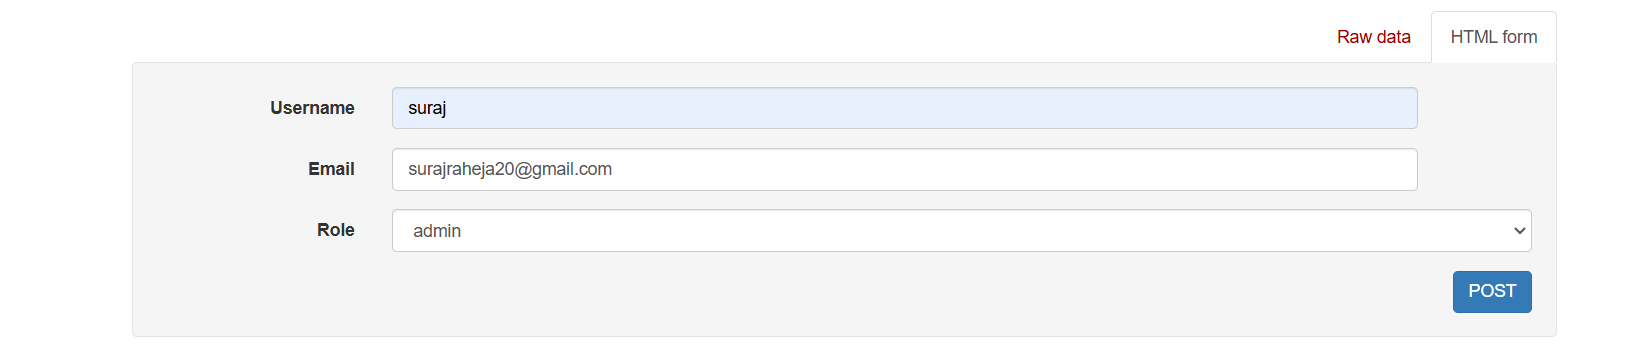 Raw data HTML form
Username suraj
Email surajraheja20@gmail.com
Role admin
POST